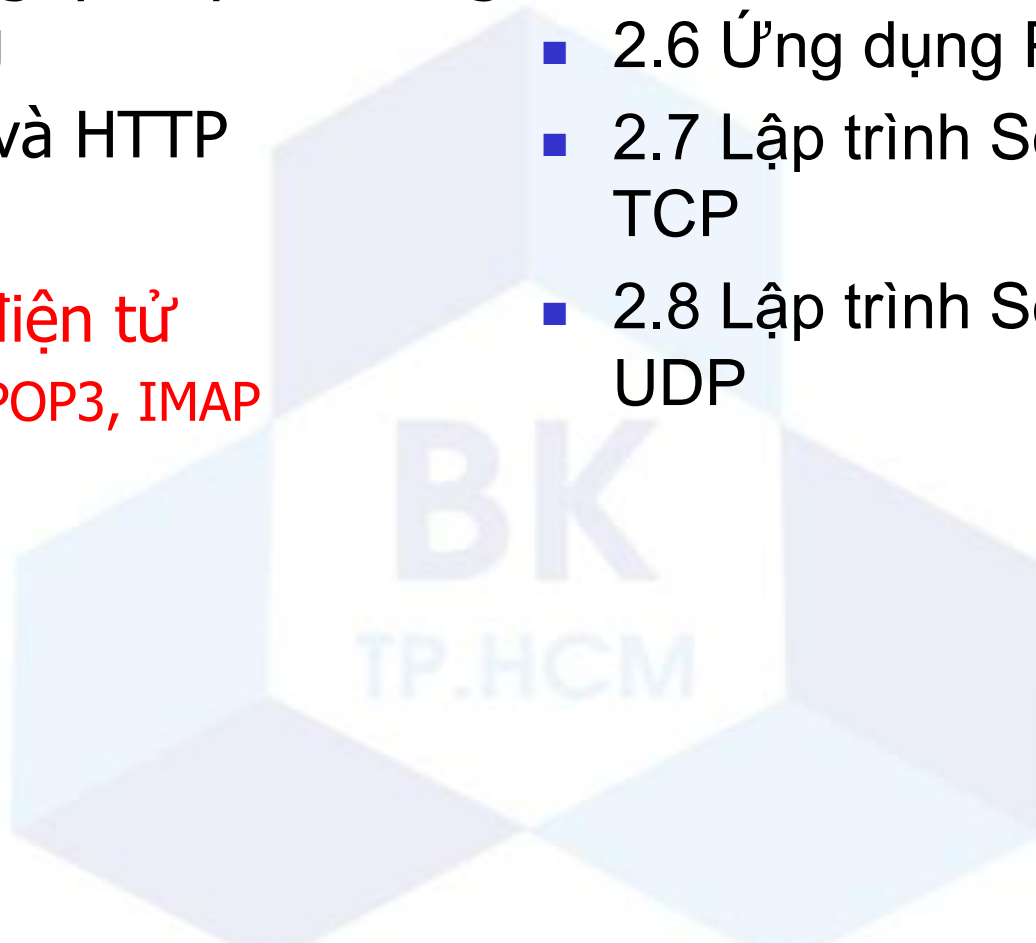 và HTTP
điện tử
POP3, IMAP
2.6 Ứng dụng
2.7 Lập trình
TCP
2.8 Lập trình
UDP
BK
TP.HCM